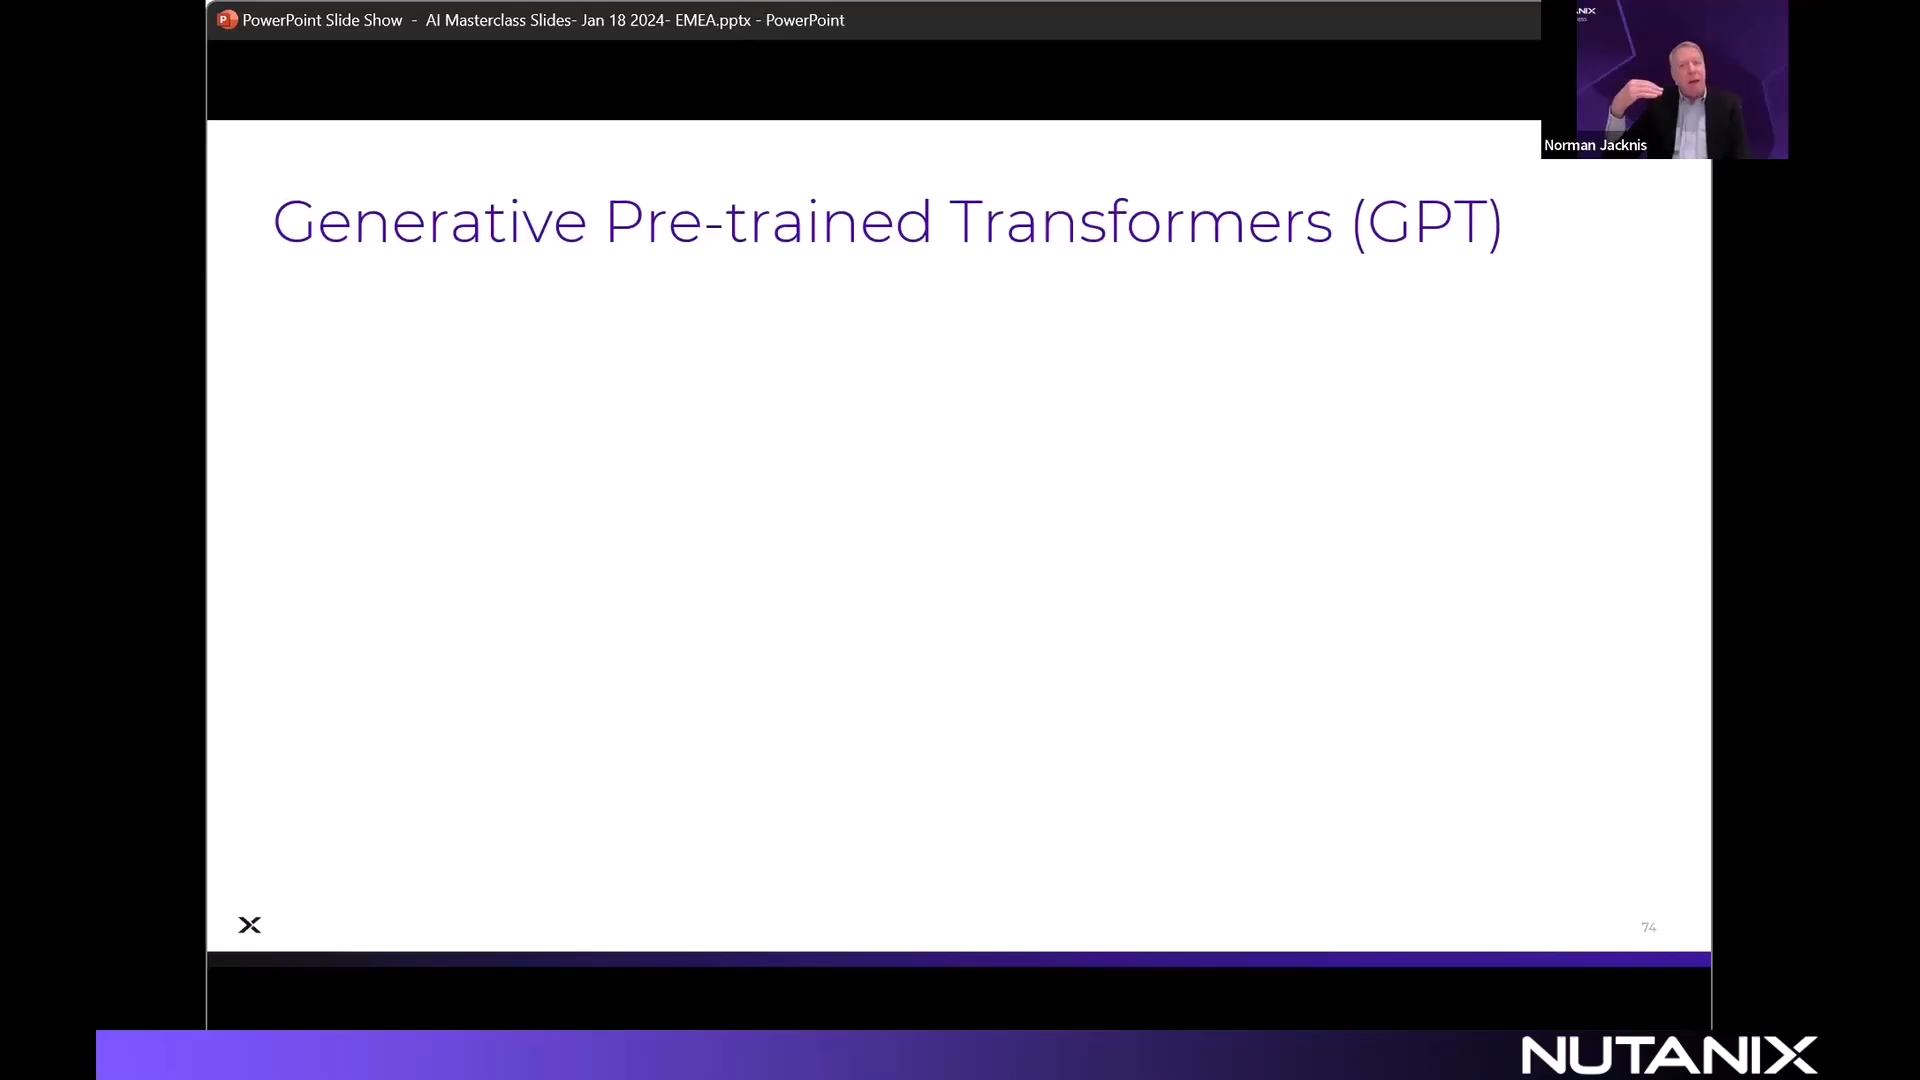 PowerPoint Slide Show - AI Masterclass Slides- Jan 18 2024- EMEA.pptx - PowerPoint
Norman Jacknis
Generative Pre-trained Transformers (GPT)
74
NUTANIX